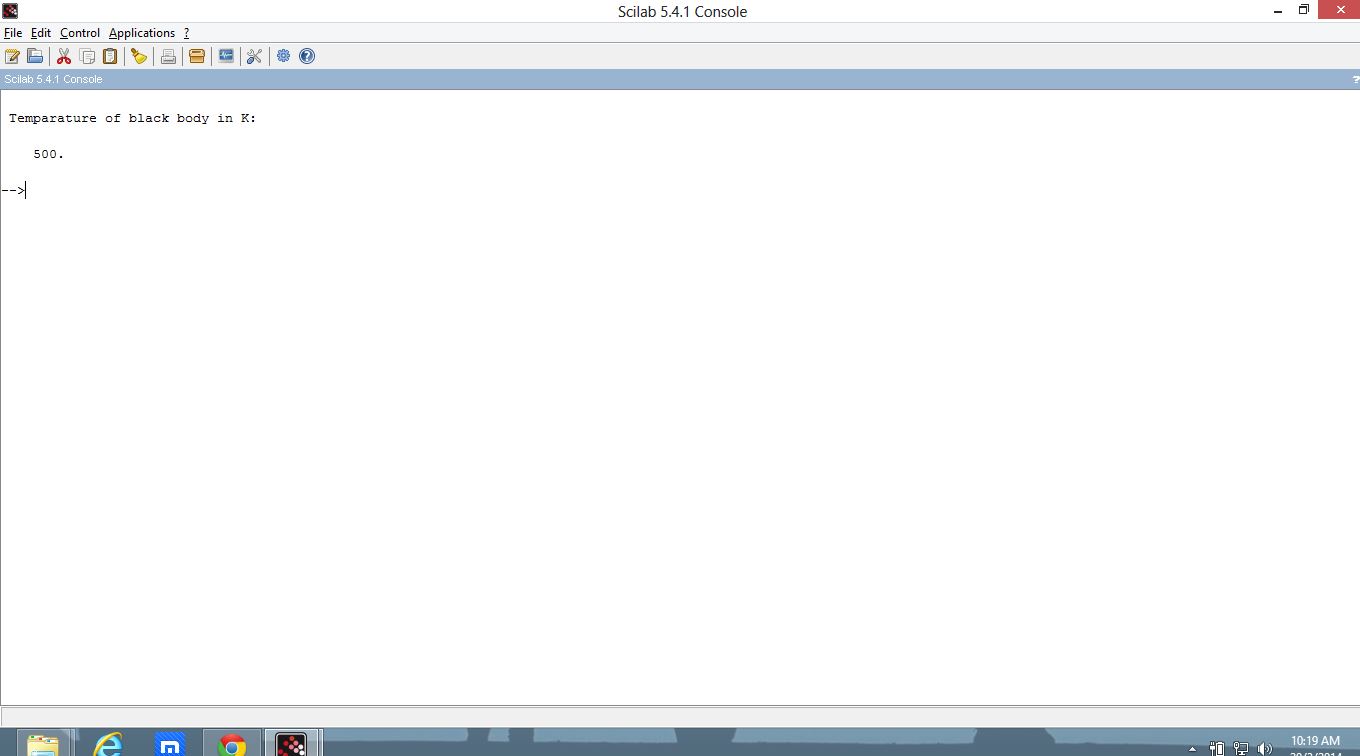 Scilab 5.4.1 Console
File Edit Control Applications ?
Scilab 5.4.1 Console ?
Temparature of black body in K:
500.
-->
10:19 AM